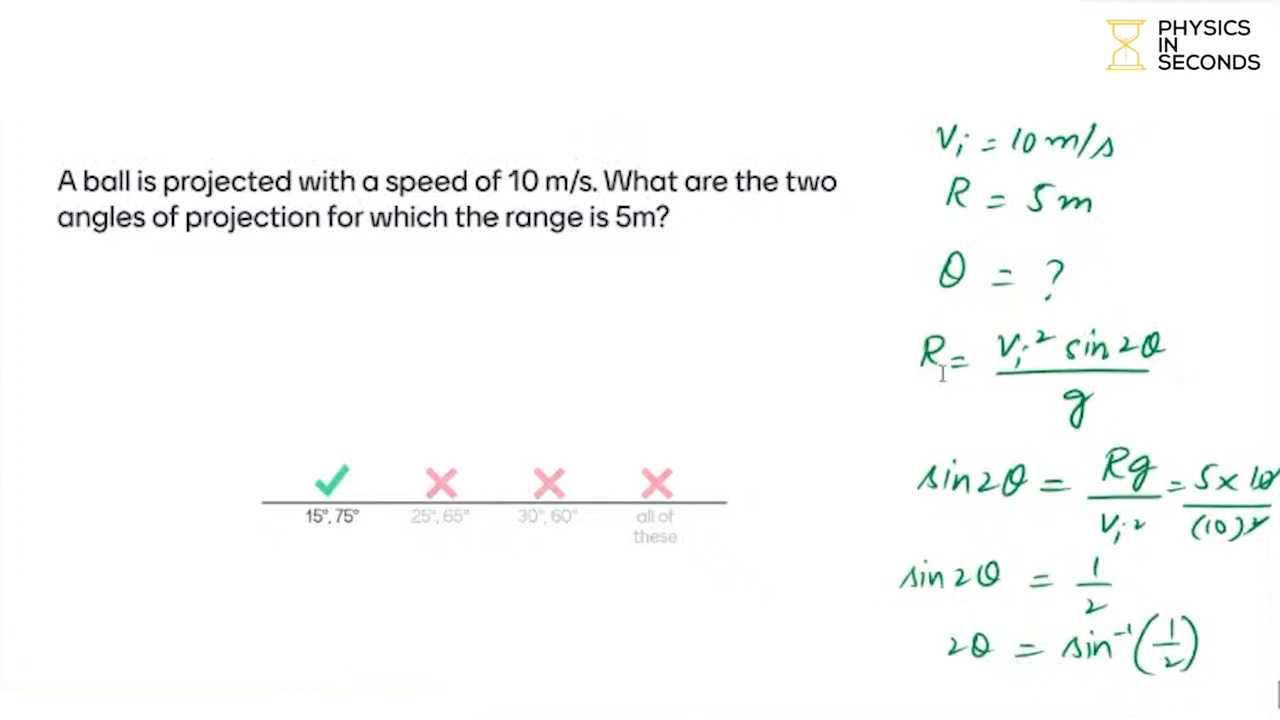 PHYSICS
IN
SECONDS
A ball is projected with a speed of 10 m/s. What are the two
angles of projection for which the range is 5m?
15°, 75°
25°, 65°
30°, 60°
all of
these
Vi = 10 m/s
R = 5 m
θ = ?
R = Vi² sin 2θ / g
sin 2θ = Rg / Vi² = 5 × 10 / (10)²
sin 2θ = 1/2
2θ = sin⁻¹ (1/2)